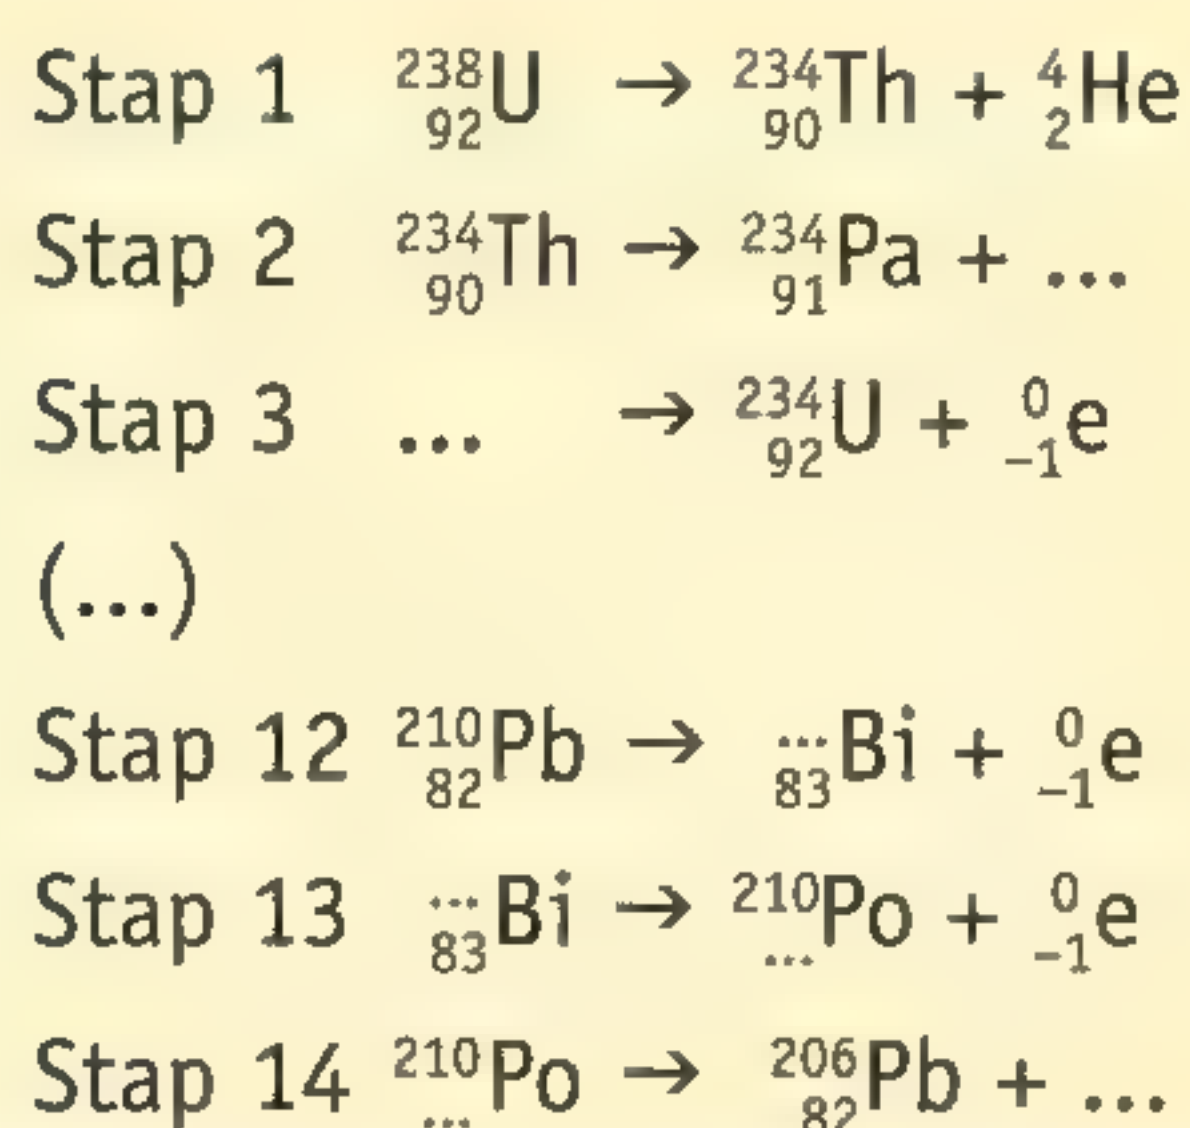 Stap 1 ²³⁸₉₂U → ²³⁴₉₀Th + ⁴₂He
Stap 2 ²³⁴₉₀Th → ²³⁴₉₁Pa + ...
Stap 3 ... → ²³⁴₉₂U + ⁰₋₁e
(...)
Stap 12 ²¹⁰₈₂Pb → ˙˙˙₈₃Bi + ⁰₋₁e
Stap 13 ˙˙˙₈₃Bi → ²¹⁰...Po + ⁰₋₁e
Stap 14 ²¹⁰...Po → ²⁰⁶₈₂Pb + ...